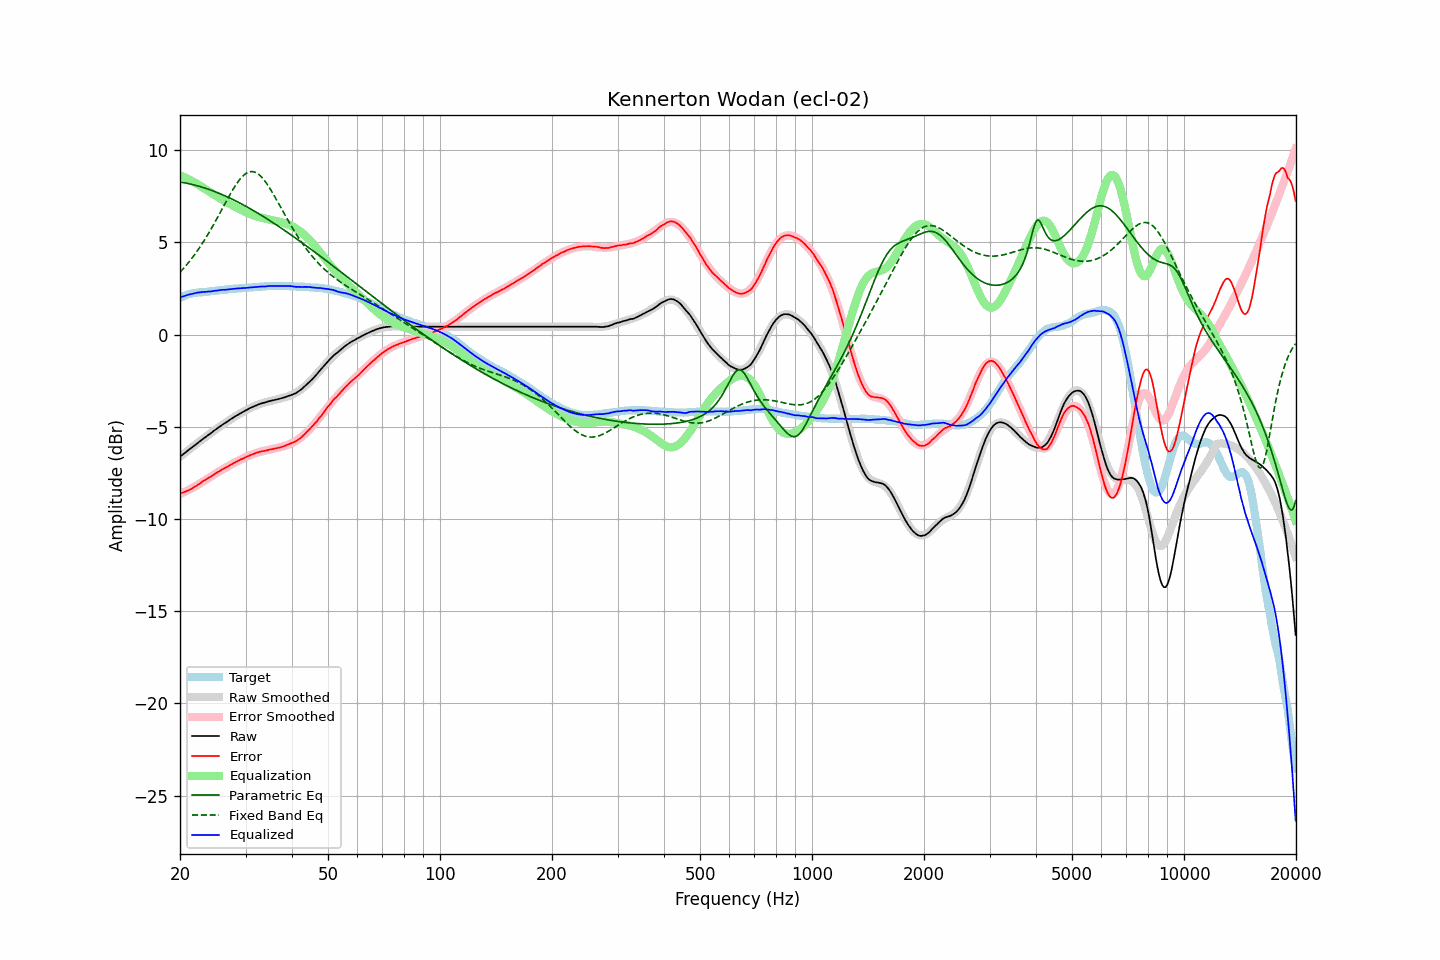 Kennerton Wodan (ecl-02)
10
5
0
−5
−10
−15
−20
−25
Amplitude (dBr)
Target
Raw Smoothed
Error Smoothed
Raw
Error
Equalization
Parametric Eq
Fixed Band Eq
Equalized
20 50 100 200 500 1000 2000 5000 10000 20000
Frequency (Hz)